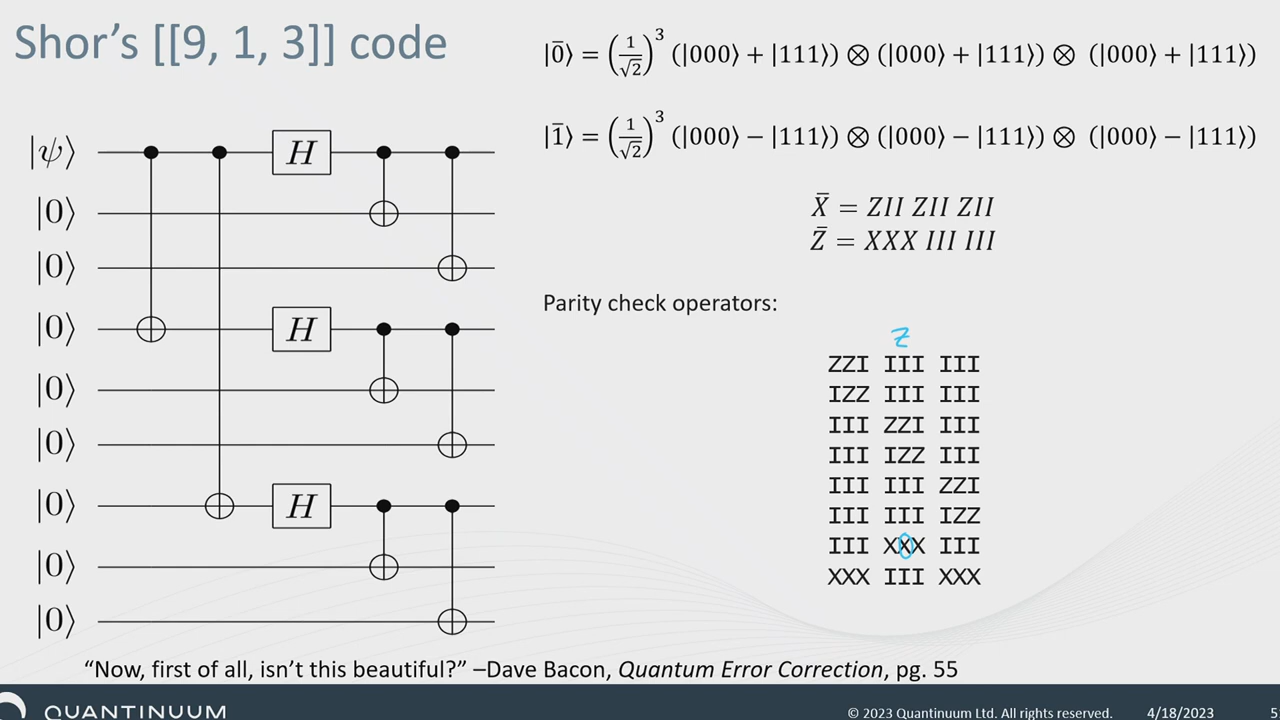 Shor's [[9, 1, 3]] code
|0̄⟩ = (1/√2)³ (|000⟩ + |111⟩) ⊗ (|000⟩ + |111⟩) ⊗ (|000⟩ + |111⟩)
|1̄⟩ = (1/√2)³ (|000⟩ − |111⟩) ⊗ (|000⟩ − |111⟩) ⊗ (|000⟩ − |111⟩)
X̄ = ZII ZII ZII
Z̄ = XXX III III
|ψ⟩ H
|0⟩
|0⟩
|0⟩ H
|0⟩
|0⟩
|0⟩ H
|0⟩
|0⟩
Parity check operators:
Z
ZZI III III
IZZ III III
III ZZI III
III IZZ III
III III ZZI
III III IZZ
III XXX III
XXX III XXX
“Now, first of all, isn't this beautiful?” –Dave Bacon, Quantum Error Correction, pg. 55
QUANTINUUM
© 2023 Quantinuum Ltd. All rights reserved. 4/18/2023